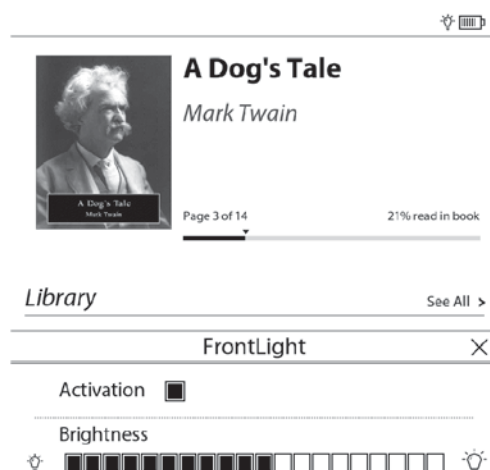 A Dog's Tale
Mark Twain
A Dog's Tale
Mark Twain
Page 3 of 14 21% read in book
Library See All >
FrontLight
Activation
Brightness